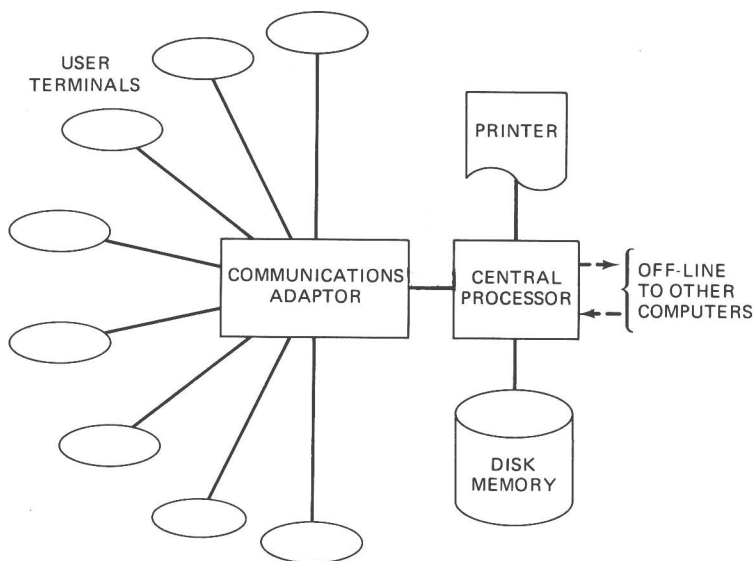 USER
TERMINALS
PRINTER
COMMUNICATIONS
ADAPTOR
CENTRAL
PROCESSOR
OFF-LINE
TO OTHER
COMPUTERS
DISK
MEMORY